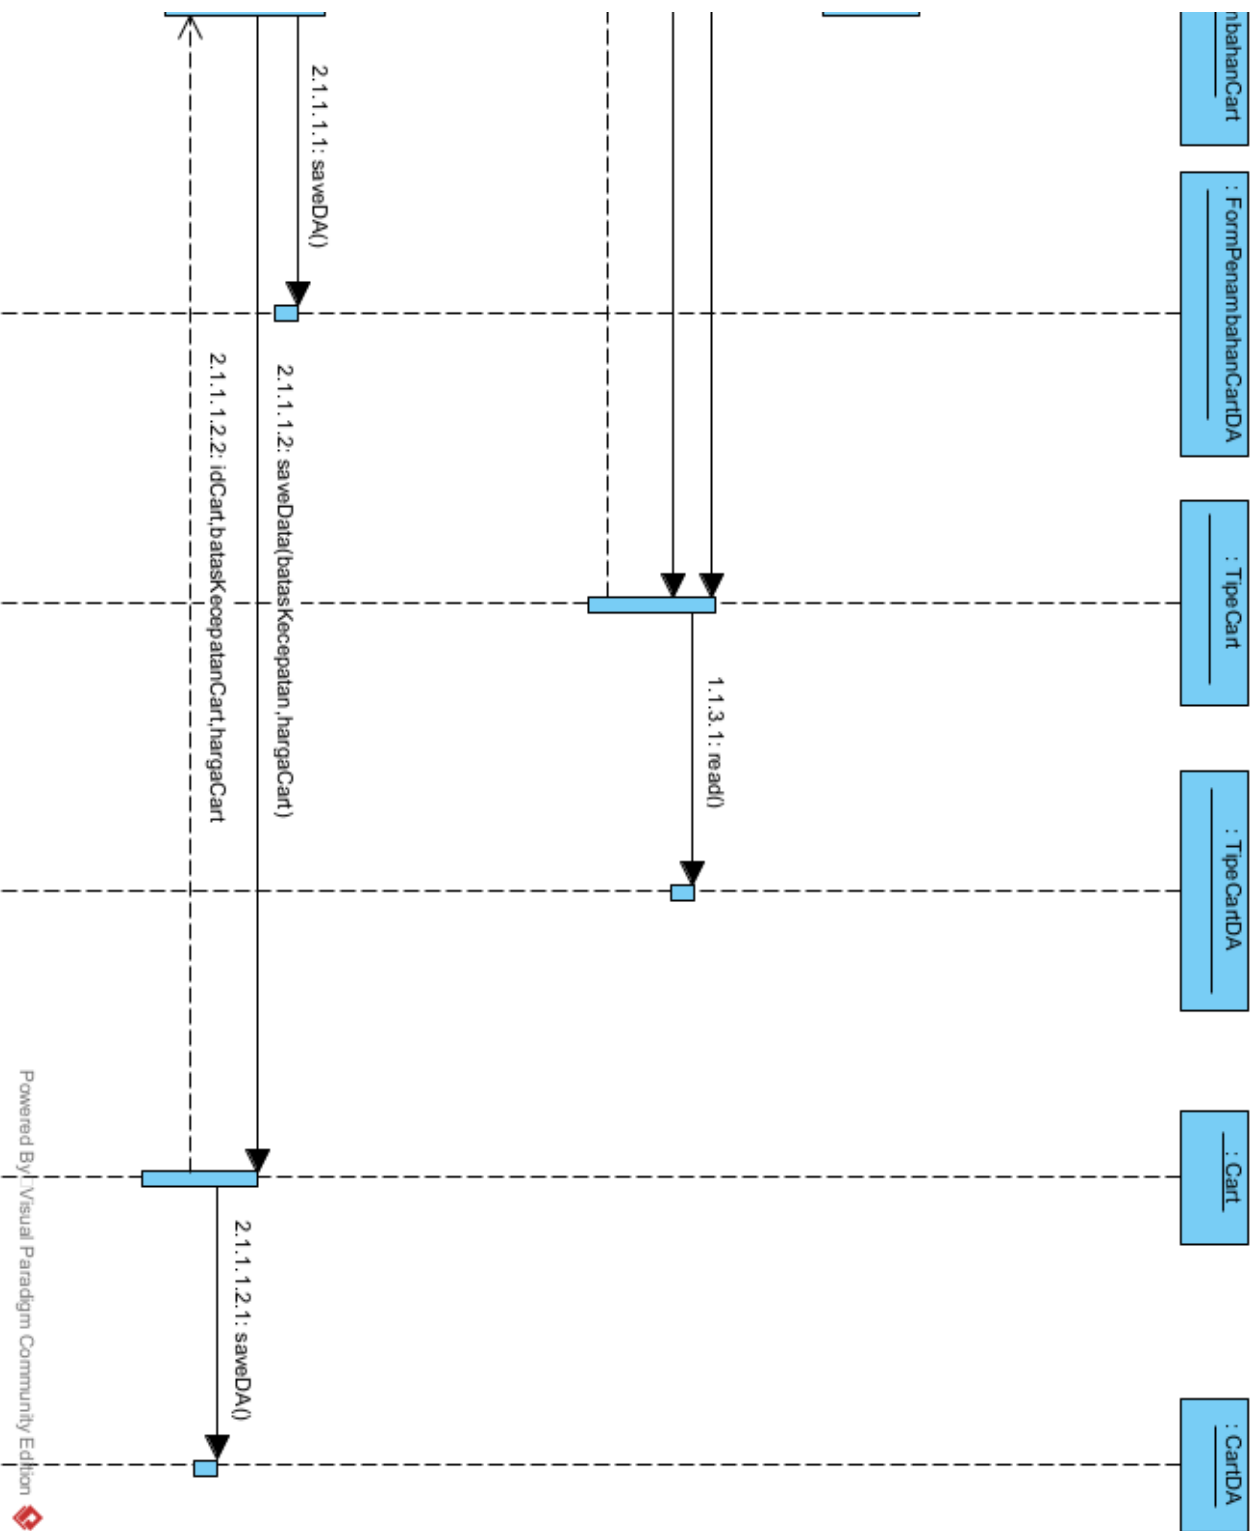 mbahanCart
: FormPenambahanCartDA
: TipeCart
: TipeCartDA
: Cart
: CartDA
1.1.3.1: read()
2.1.1.1.1: saveDA()
2.1.1.1.2: saveData(batasKecepatan,hargaCart)
2.1.1.1.2.1: saveDA()
2.1.1.1.2.2: idCart,batasKecepatanCart,hargaCart
Powered By Visual Paradigm Community Edition